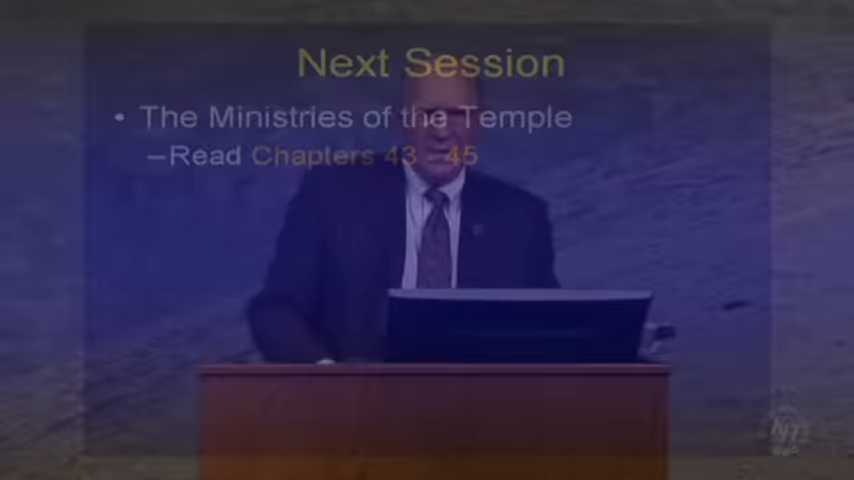 Next Session
• The Ministries of the Temple
–Read Chapters 43 - 45